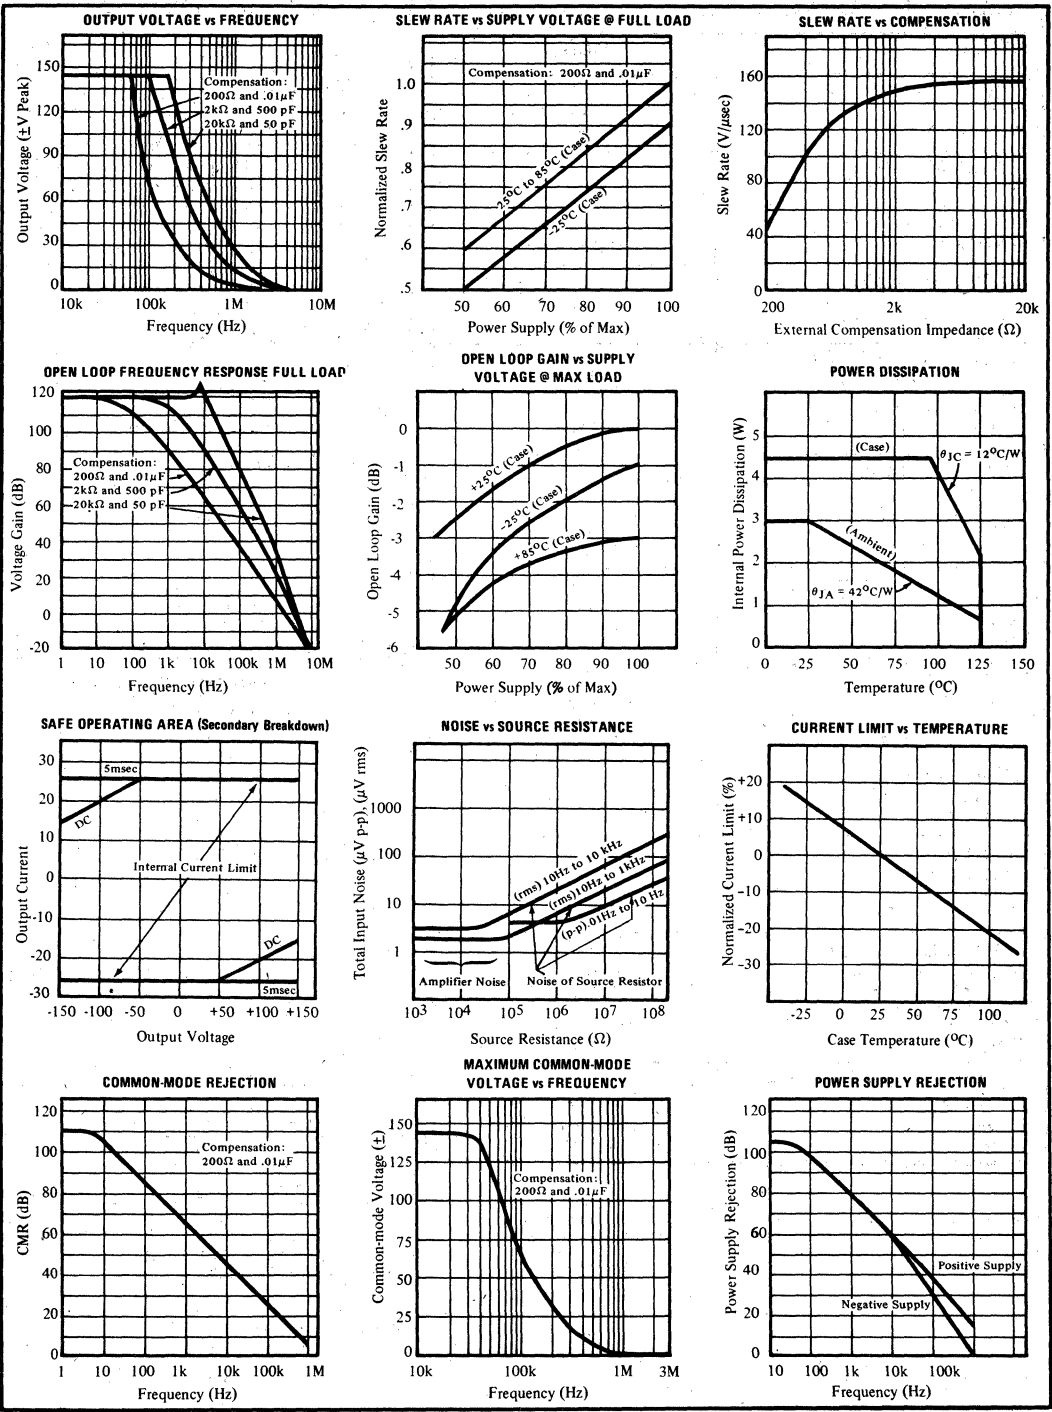 OUTPUT VOLTAGE vs FREQUENCY
Output Voltage (±V Peak)
150
120
90
60
30
0
Compensation:
200Ω and .01µF
2kΩ and 500 pF
20kΩ and 50 pF
10k 100k 1M 10M
Frequency (Hz)
SLEW RATE vs SUPPLY VOLTAGE @ FULL LOAD
Normalized Slew Rate
1.0
.9
.8
.7
.6
.5
Compensation: 200Ω and .01µF
25°C to 85°C (Case)
-25°C (Case)
50 60 70 80 90 100
Power Supply (% of Max)
SLEW RATE vs COMPENSATION
Slew Rate (V/µsec)
160
120
80
40
0
200 2k 20k
External Compensation Impedance (Ω)
OPEN LOOP FREQUENCY RESPONSE FULL LOAD
Voltage Gain (dB)
120
100
80
60
40
20
0
-20
Compensation:
200Ω and .01µF
2kΩ and 500 pF
20kΩ and 50 pF
1 10 100 1k 10k 100k 1M 10M
Frequency (Hz)
OPEN LOOP GAIN vs SUPPLY
VOLTAGE @ MAX LOAD
Open Loop Gain (dB)
0
-1
-2
-3
-4
-5
-6
+25°C (Case)
-25°C (Case)
+85°C (Case)
50 60 70 80 90 100
Power Supply (% of Max)
POWER DISSIPATION
Internal Power Dissipation (W)
5
4
3
2
1
0
(Case)
θJC = 12°C/W
(Ambient)
θJA = 42°C/W
0 -25 50 75 100 125 150
Temperature (°C)
SAFE OPERATING AREA (Secondary Breakdown)
Output Current
30
20
10
0
-10
-20
-30
5msec
DC
Internal Current Limit
DC
5msec
-150 -100 -50 0 +50 +100 +150
Output Voltage
NOISE vs SOURCE RESISTANCE
Total Input Noise (µV p-p), (µV rms)
1000
100
10
1
(rms) 10Hz to 10 kHz
(rms) 10Hz to 1kHz
(p-p).01Hz to 10 Hz
Amplifier Noise Noise of Source Resistor
10³ 10⁴ 10⁵ 10⁶ 10⁷ 10⁸
Source Resistance (Ω)
CURRENT LIMIT vs TEMPERATURE
Normalized Current Limit (%)
+20
+10
0
-10
-20
-30
-25 0 25 50 75 100
Case Temperature (°C)
COMMON-MODE REJECTION
CMR (dB)
120
100
80
60
40
20
0
Compensation:
200Ω and .01µF
1 10 100 1k 10k 100k 1M
Frequency (Hz)
MAXIMUM COMMON-MODE
VOLTAGE vs FREQUENCY
Common-mode Voltage (±)
150
125
100
75
50
25
0
Compensation:
200Ω and .01µF
10k 100k 1M 3M
Frequency (Hz)
POWER SUPPLY REJECTION
Power Supply Rejection (dB)
120
100
80
60
40
20
0
Positive Supply
Negative Supply
10 100 1k 10k 100k
Frequency (Hz)